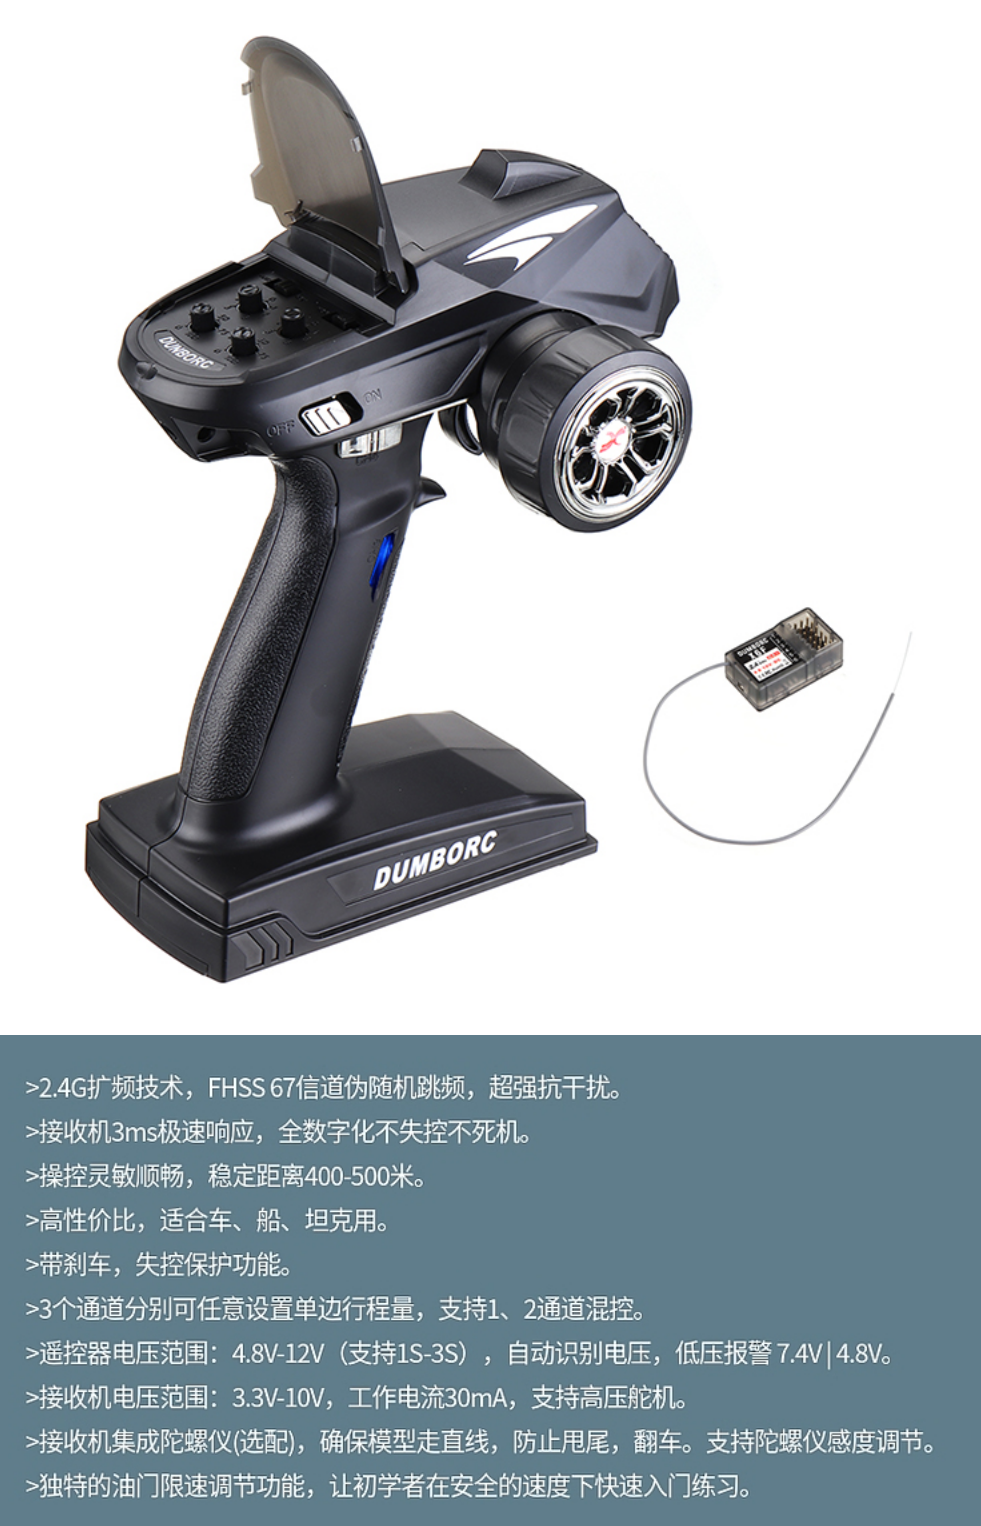 DUMBORC
OFF
ON
DUMBORC
X6F
DUMBORC
>2.4G扩频技术，FHSS 67信道伪随机跳频，超强抗干扰。
>接收机3ms极速响应，全数字化不失控不死机。
>操控灵敏顺畅，稳定距离400-500米。
>高性价比，适合车、船、坦克用。
>带刹车，失控保护功能。
>3个通道分别可任意设置单边行程量，支持1、2通道混控。
>遥控器电压范围：4.8V-12V（支持1S-3S），自动识别电压，低压报警 7.4V | 4.8V。
>接收机电压范围：3.3V-10V，工作电流30mA，支持高压舵机。
>接收机集成陀螺仪(选配)，确保模型走直线，防止甩尾，翻车。支持陀螺仪感度调节。
>独特的油门限速调节功能，让初学者在安全的速度下快速入门练习。